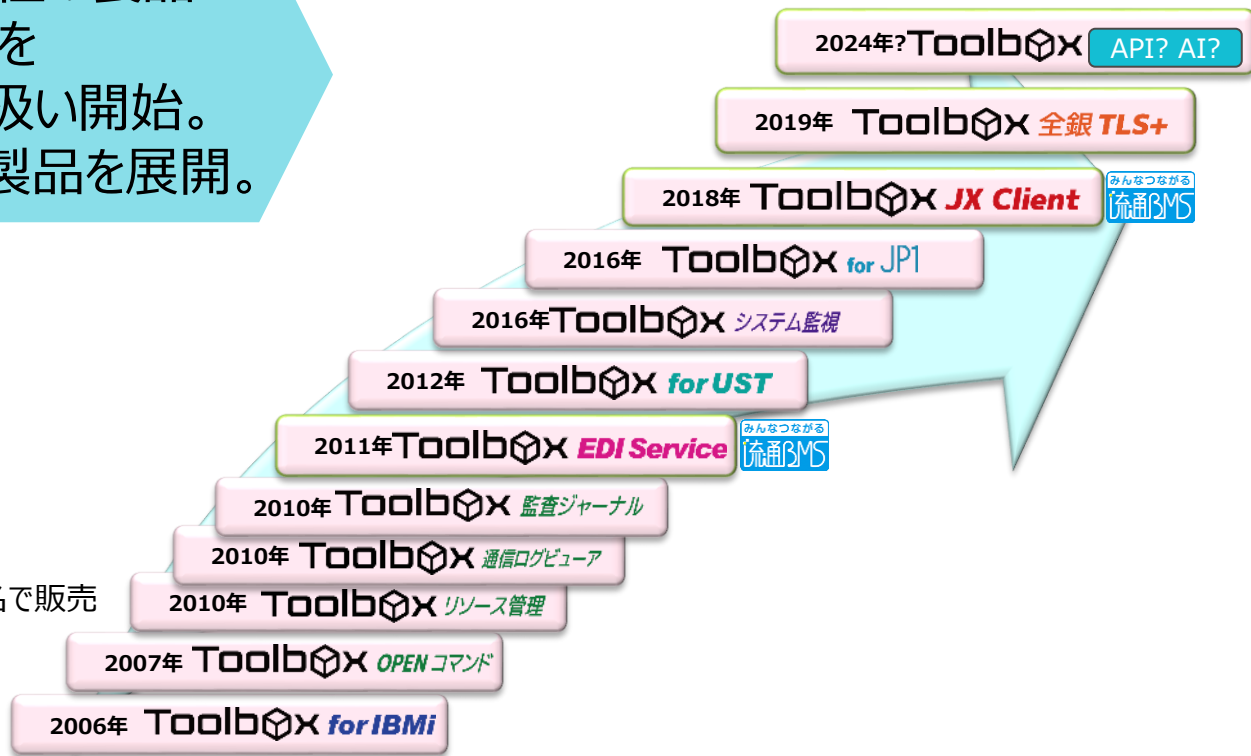 を
扱い開始。
製品を展開。
2024年?Toolbox API? AI?
2019年 Toolbox 全銀 TLS+
2018年 Toolbox JX Client
みんなつながる
流通BMS
2016年 Toolbox for JP1
2016年Toolbox システム監視
2012年 Toolbox for UST
2011年Toolbox EDI Service
みんなつながる
流通BMS
2010年Toolbox 監査ジャーナル
2010年 Toolbox 通信ログビューア
で販売
2010年 Toolbox リソース管理
2007年 Toolbox OPENコマンド
2006年 Toolbox for IBMi